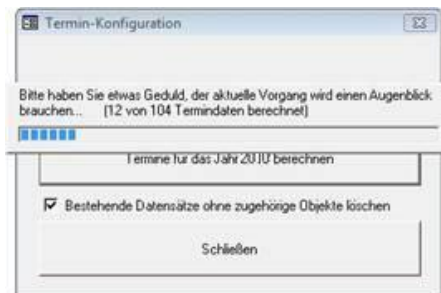 Termin-Konfiguration
Bitte haben Sie etwas Geduld, der aktuelle Vorgang wird einen Augenblick
brauchen... (12 von 104 Termindaten berechnet)
Termine für das Jahr 2010 berechnen
Bestehende Datensätze ohne zugehörige Objekte löschen
Schließen